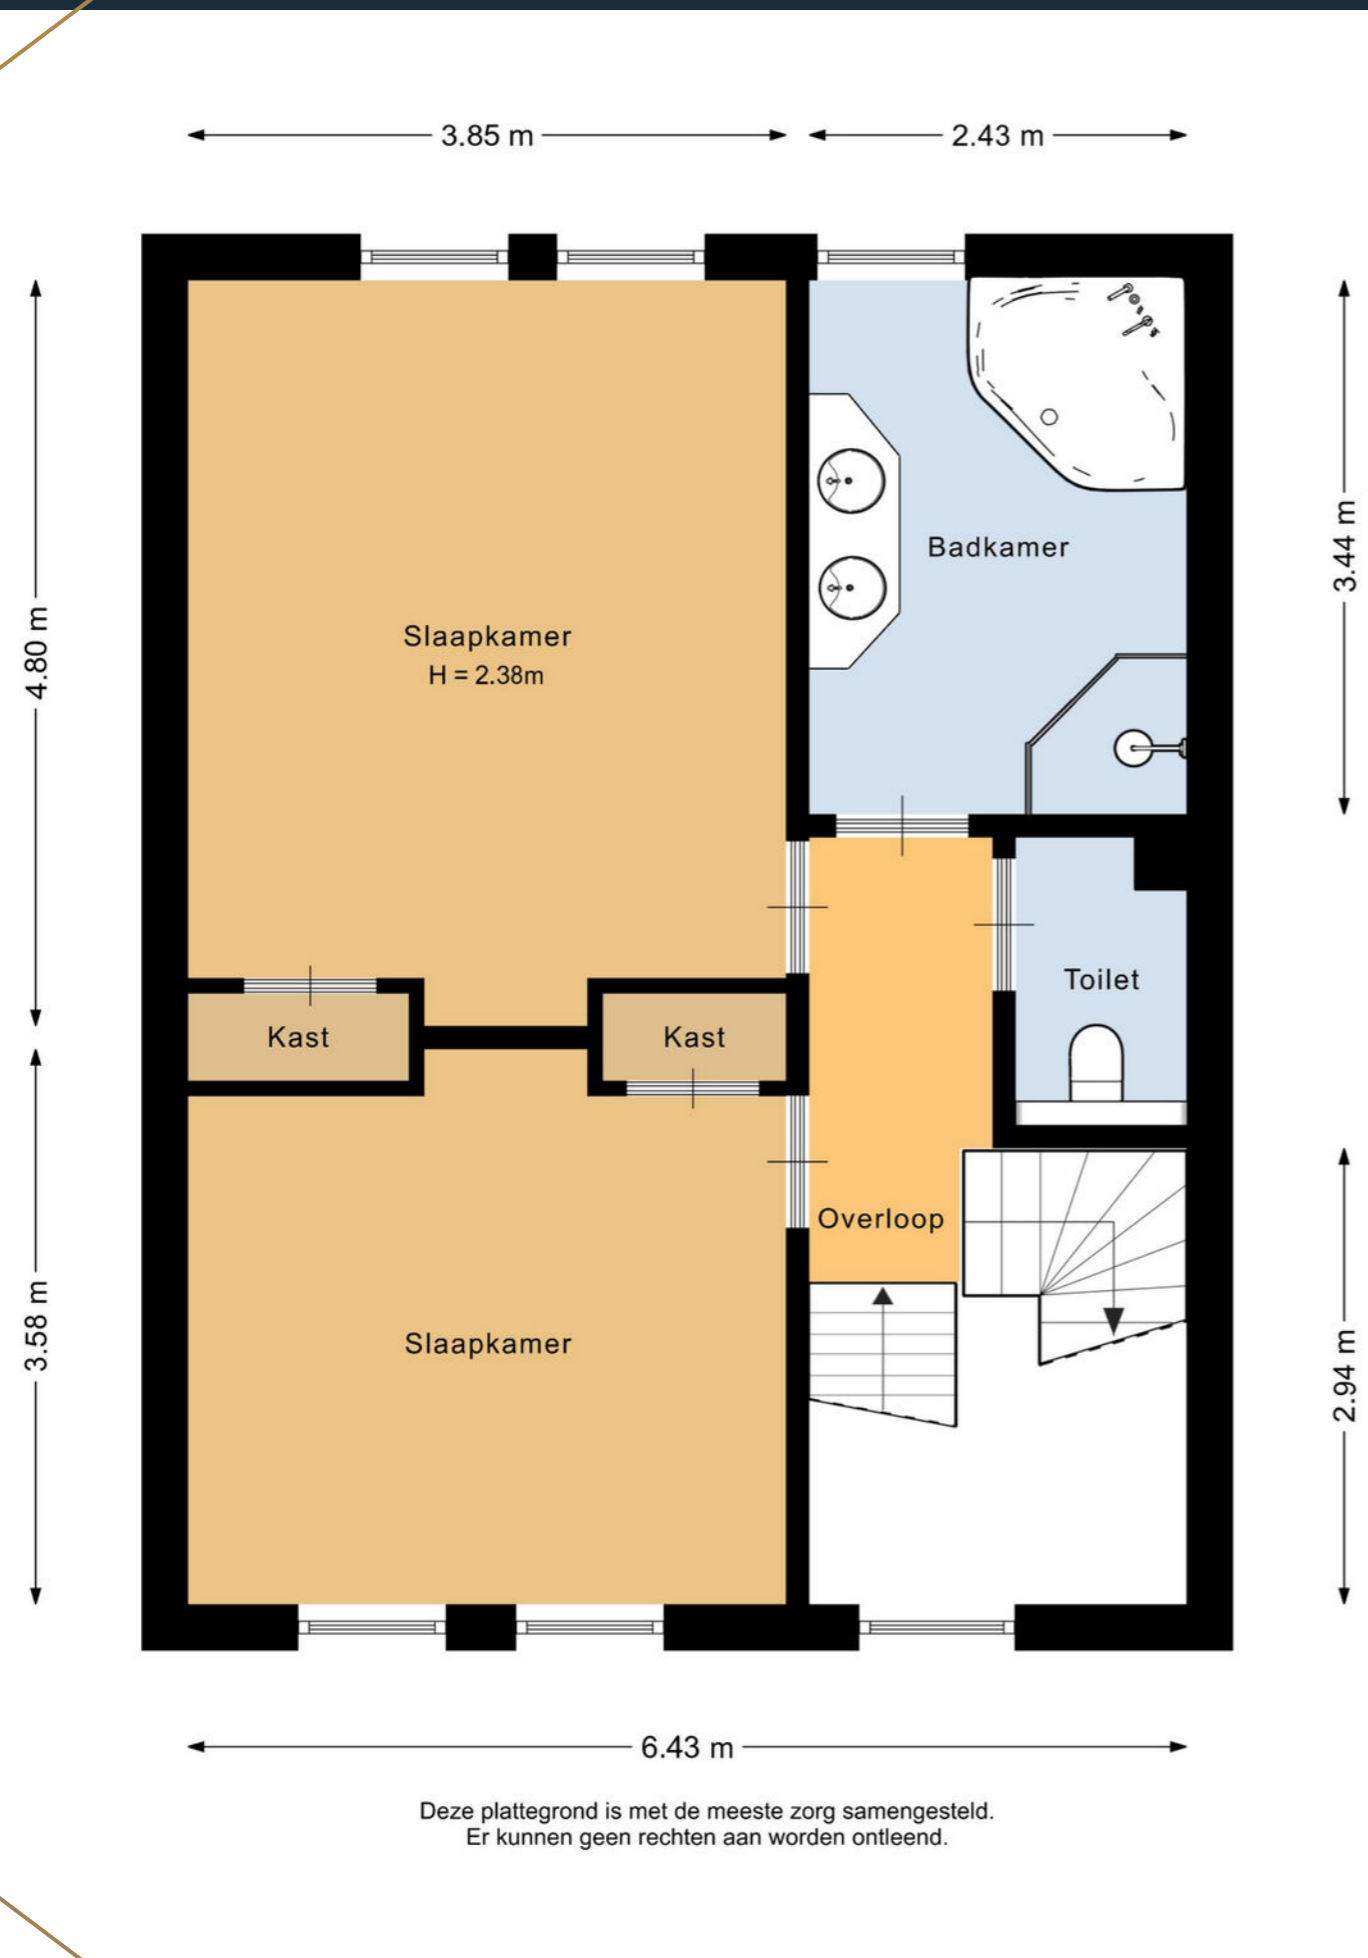 3.85 m
2.43 m
4.80 m
3.44 m
Badkamer
Slaapkamer
H = 2.38m
Toilet
Kast
Kast
Overloop
3.58 m
Slaapkamer
2.94 m
6.43 m
Deze plattegrond is met de meeste zorg samengesteld.
Er kunnen geen rechten aan worden ontleend.